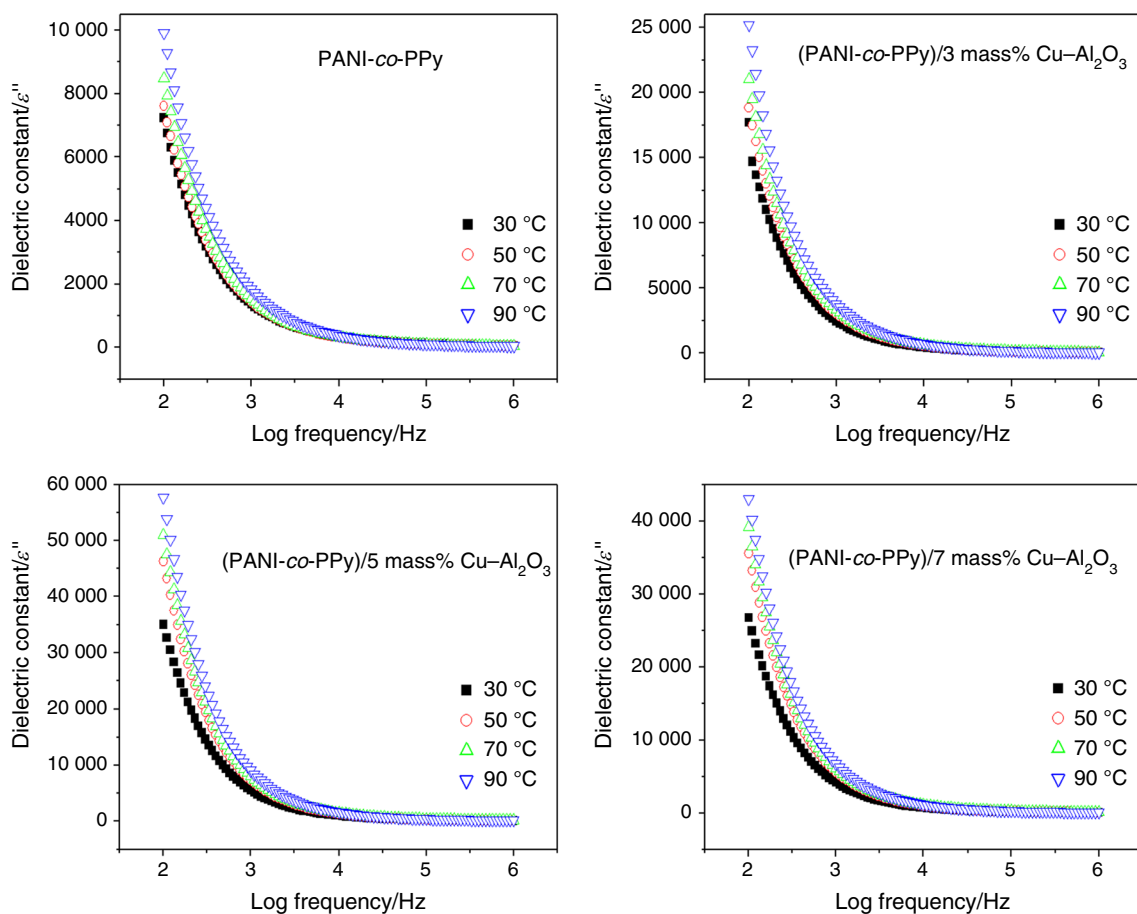 10 000
8000
6000
4000
2000
0
Dielectric constant/ε"
PANI-co-PPy
30 °C
50 °C
70 °C
90 °C
2 3 4 5 6
Log frequency/Hz
25 000
20 000
15 000
10 000
5000
0
Dielectric constant/ε"
(PANI-co-PPy)/3 mass% Cu–Al₂O₃
30 °C
50 °C
70 °C
90 °C
2 3 4 5 6
Log frequency/Hz
60 000
50 000
40 000
30 000
20 000
10 000
0
Dielectric constant/ε"
(PANI-co-PPy)/5 mass% Cu–Al₂O₃
30 °C
50 °C
70 °C
90 °C
2 3 4 5 6
Log frequency/Hz
40 000
30 000
20 000
10 000
0
Dielectric constant/ε"
(PANI-co-PPy)/7 mass% Cu–Al₂O₃
30 °C
50 °C
70 °C
90 °C
2 3 4 5 6
Log frequency/Hz